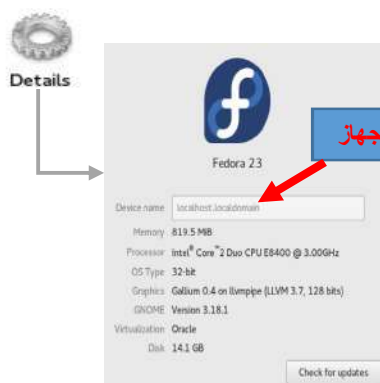 Details
جهاز
Fedora 23
Device name localhost.localdomain
Memory 819.5 MiB
Processor Intel® Core™2 Duo CPU E8400 @ 3.00GHz
OS Type 32-bit
Graphics Gallium 0.4 on llvmpipe (LLVM 3.7, 128 bits)
GNOME Version 3.18.1
Virtualization Oracle
Disk 14.1 GB
Check for updates